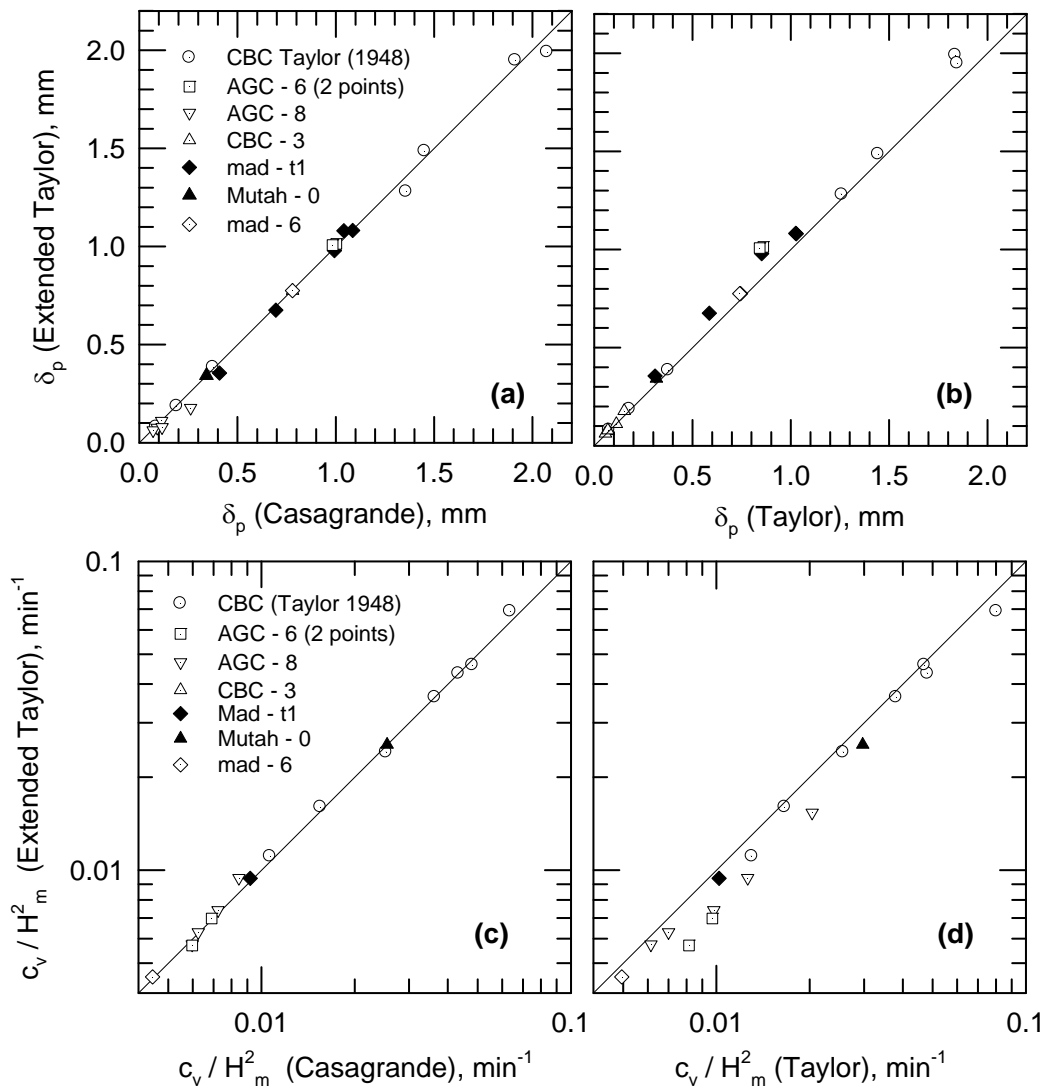 2.0
1.5
1.0
0.5
0.0
δp (Extended Taylor), mm
CBC Taylor (1948)
AGC - 6 (2 points)
AGC - 8
CBC - 3
mad - t1
Mutah - 0
mad - 6
(a)
0.0 0.5 1.0 1.5 2.0
δp (Casagrande), mm
(b)
0.0 0.5 1.0 1.5 2.0
δp (Taylor), mm
0.1
0.01
cv / H²m (Extended Taylor), min⁻¹
CBC (Taylor 1948)
AGC - 6 (2 points)
AGC - 8
CBC - 3
Mad - t1
Mutah - 0
mad - 6
(c)
0.01 0.1
cv / H²m (Casagrande), min⁻¹
(d)
0.01 0.1
cv / H²m (Taylor), min⁻¹